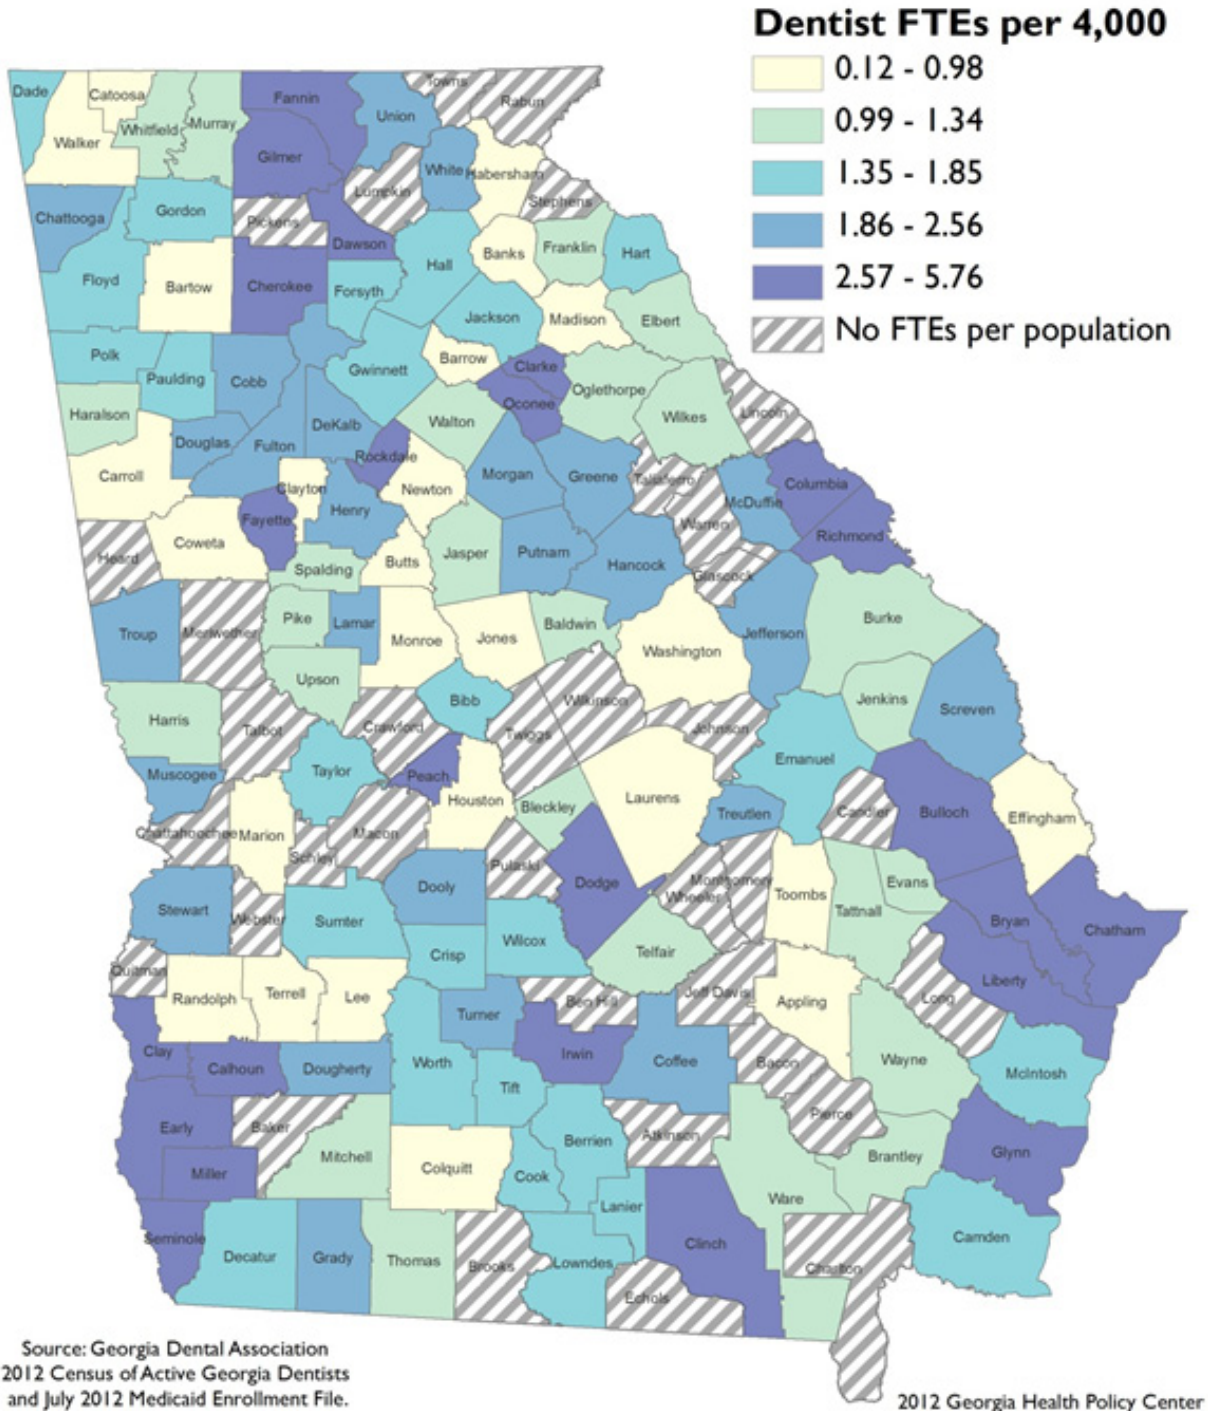 Dentist FTEs per 4,000
0.12 - 0.98
0.99 - 1.34
1.35 - 1.85
1.86 - 2.56
2.57 - 5.76
No FTEs per population
Dade
Catoosa
Walker
Whitfield
Murray
Fannin
Gilmer
Union
Towns
Rabun
White
Habersham
Lumpkin
Stephens
Chattooga
Gordon
Pickens
Dawson
Floyd
Bartow
Cherokee
Forsyth
Hall
Banks
Franklin
Hart
Jackson
Madison
Elbert
Polk
Paulding
Cobb
Gwinnett
Barrow
Clarke
Oconee
Oglethorpe
Wilkes
Lincoln
Haralson
Douglas
Fulton
DeKalb
Walton
Rockdale
Carroll
Clayton
Newton
Morgan
Greene
Taliaferro
McDuffie
Columbia
Richmond
Warren
Fayette
Henry
Heard
Coweta
Spalding
Butts
Jasper
Putnam
Hancock
Glascock
Troup
Meriwether
Pike
Lamar
Monroe
Jones
Baldwin
Washington
Jefferson
Burke
Upson
Bibb
Wilkinson
Jenkins
Screven
Harris
Talbot
Crawford
Twiggs
Johnson
Emanuel
Muscogee
Taylor
Peach
Houston
Bleckley
Laurens
Treutlen
Candler
Bulloch
Effingham
Chattahoochee
Marion
Macon
Schley
Pulaski
Dodge
Wheeler
Montgomery
Toombs
Tattnall
Evans
Bryan
Chatham
Stewart
Webster
Sumter
Dooly
Crisp
Wilcox
Telfair
Liberty
Long
Quitman
Randolph
Terrell
Lee
Turner
Ben Hill
Jeff Davis
Appling
Clay
Calhoun
Dougherty
Worth
Tift
Irwin
Coffee
Bacon
Wayne
McIntosh
Early
Baker
Miller
Mitchell
Colquitt
Cook
Berrien
Atkinson
Pierce
Brantley
Glynn
Lanier
Ware
Seminole
Decatur
Grady
Thomas
Brooks
Lowndes
Clinch
Echols
Charlton
Camden
Source: Georgia Dental Association
2012 Census of Active Georgia Dentists
and July 2012 Medicaid Enrollment File.
2012 Georgia Health Policy Center